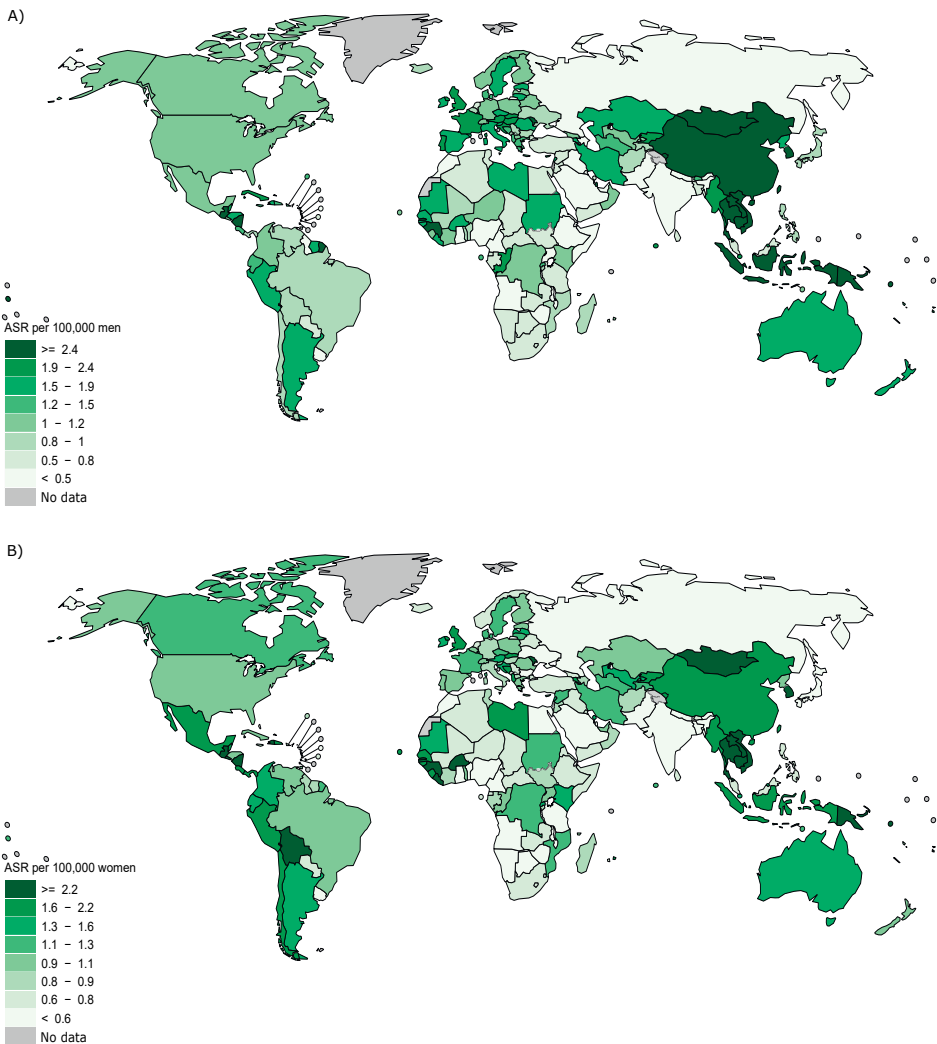 A)
ASR per 100,000 men
>= 2.4
1.9 − 2.4
1.5 − 1.9
1.2 − 1.5
1 − 1.2
0.8 − 1
0.5 − 0.8
< 0.5
No data
B)
ASR per 100,000 women
>= 2.2
1.6 − 2.2
1.3 − 1.6
1.1 − 1.3
0.9 − 1.1
0.8 − 0.9
0.6 − 0.8
< 0.6
No data